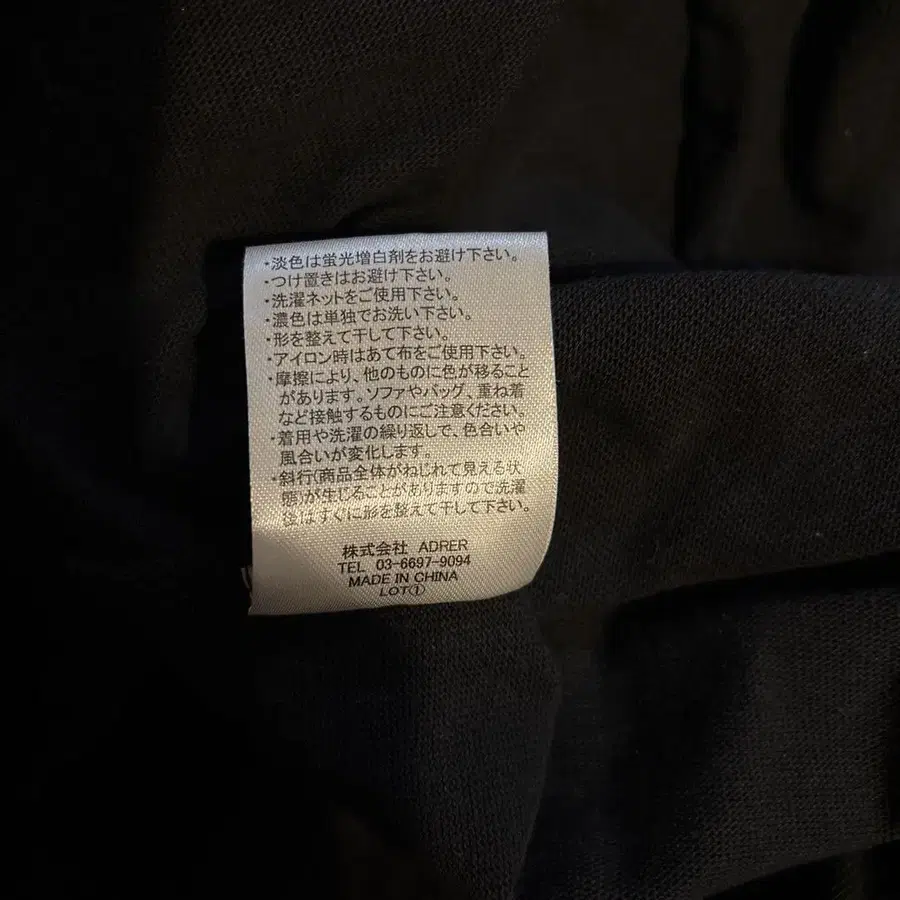 ・淡色は蛍光増白剤をお避け下さい。
・つけ置きはお避け下さい。
・洗濯ネットをご使用下さい。
・濃色は単独でお洗い下さい。
・形を整えて干して下さい。
・アイロン時はあて布をご使用下さい。
・摩擦により、他のものに色が移ること
があります。ソファやバッグ、重ね着
など接触するものにご注意ください。
・着用や洗濯の繰り返しで、色合いや
風合いが変化します。
・斜行(商品全体がねじれて見える状
態)が生じることがありますので洗濯
後はすぐに形を整えて干して下さい。
株式会社 ADRER
TEL 03-6697-9094
MADE IN CHINA
LOT①